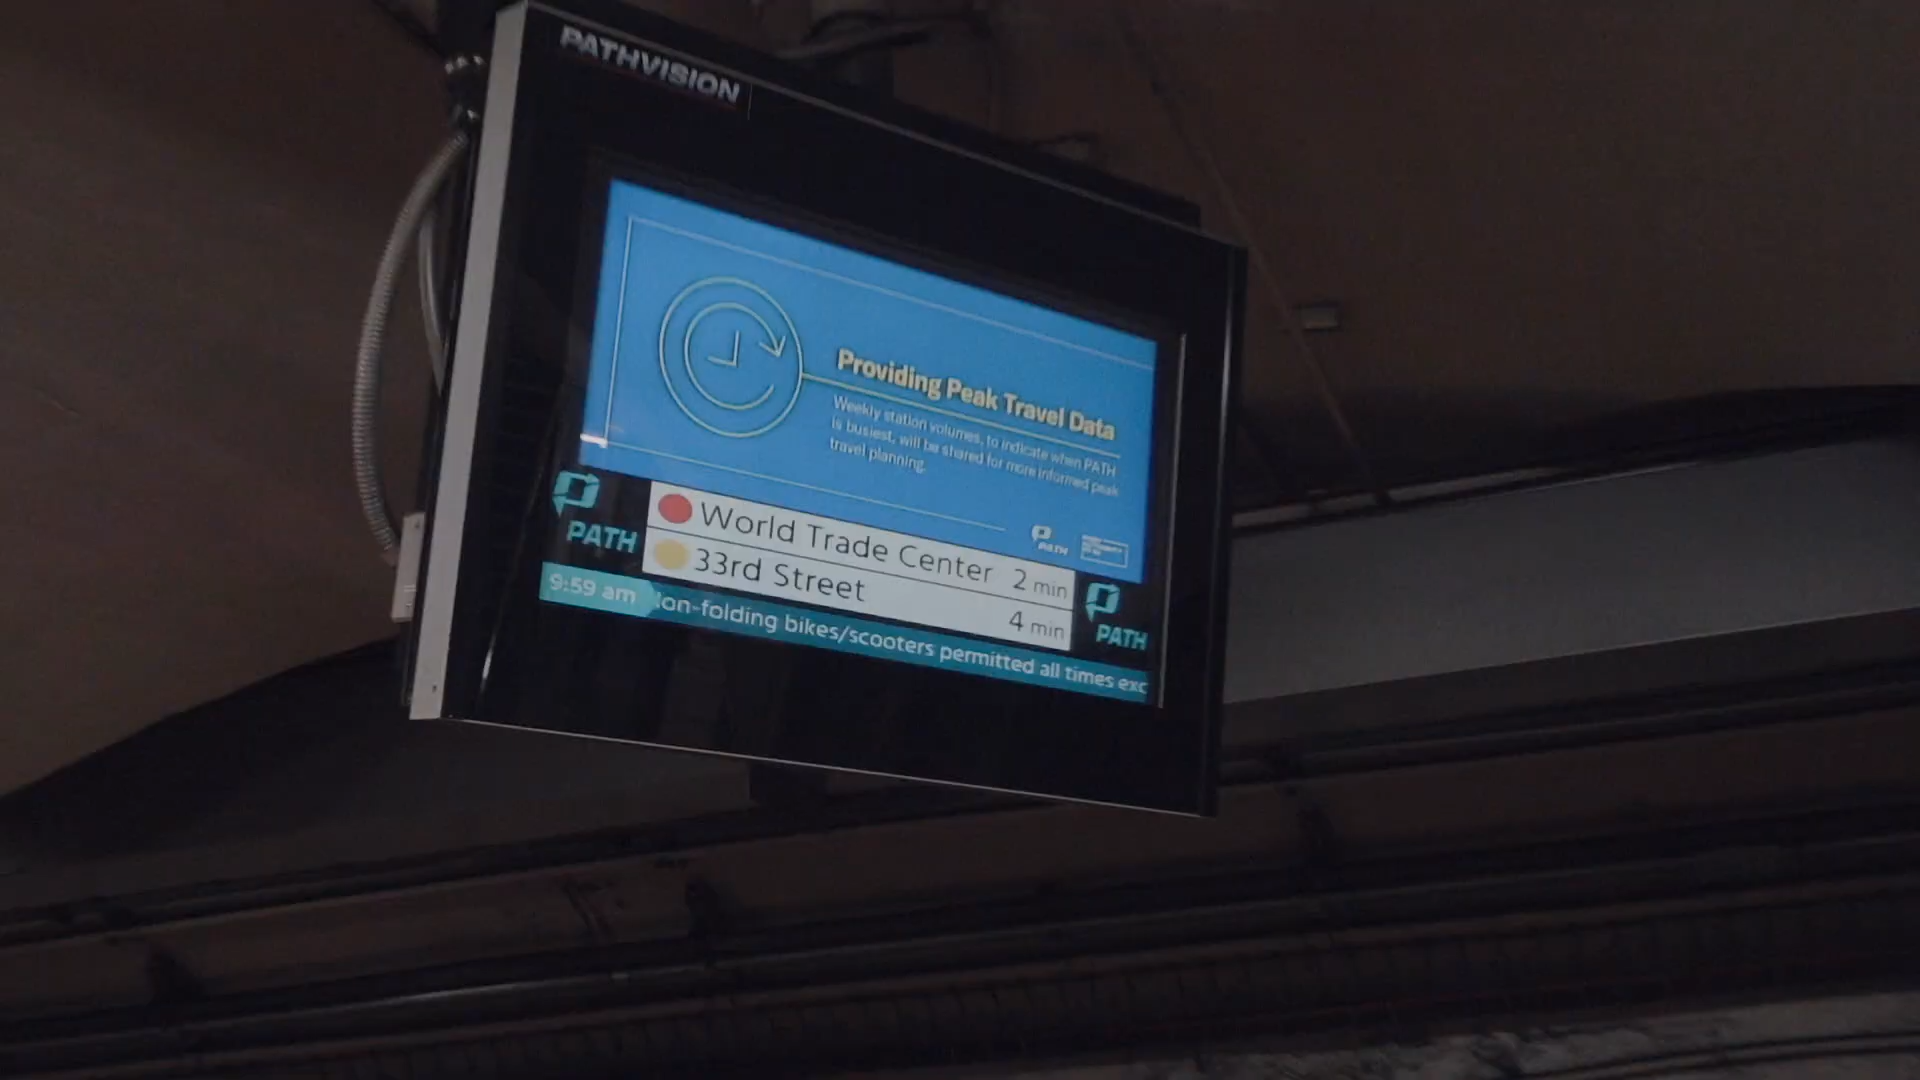 PATHVISION
Providing Peak Travel Data
Weekly station volumes, to indicate when PATH
is busiest, will be shared for more informed peak
travel planning.
PATH
PATH
World Trade Center 2 min
33rd Street 4 min
PATH
9:59 am on-folding bikes/scooters permitted all times exc